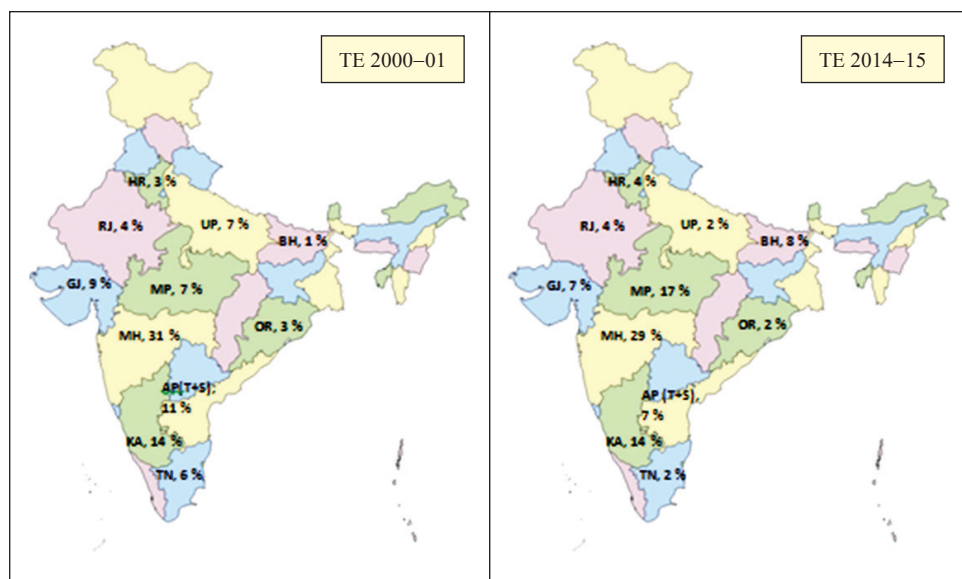 TE 2000–01
HR, 3 %
RJ, 4 %
UP, 7 %
BH, 1 %
GJ, 9 %
MP, 7 %
OR, 3 %
MH, 31 %
AP(T+S),
11 %
KA, 14 %
TN, 6 %
TE 2014–15
HR, 4 %
RJ, 4 %
UP, 2 %
BH, 8 %
GJ, 7 %
MP, 17 %
OR, 2 %
MH, 29 %
AP (T+S),
7 %
KA, 14 %
TN, 2 %